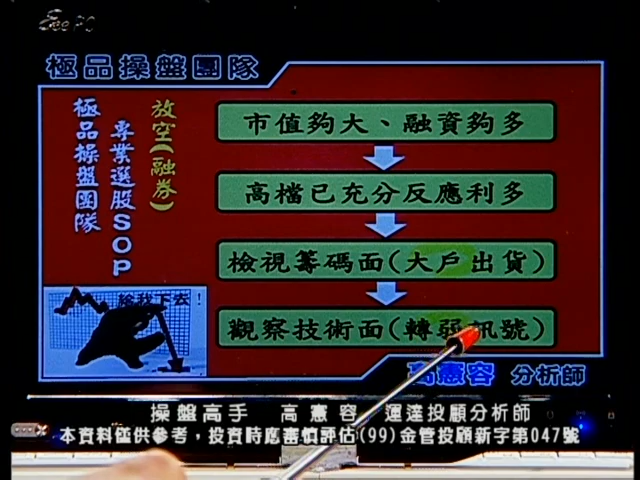 Eee PC
極品操盤團隊
放空(融券)
專業選股SOP
極品操盤團隊
市值夠大、融資夠多
高檔已充分反應利多
檢視籌碼面(大戶出貨)
觀察技術面(轉弱訊號)
給我下去!
高憲容 分析師
操盤高手 高憲容 運達投顧分析師
本資料僅供參考,投資時應審慎評估(99)金管投顧新字第047號